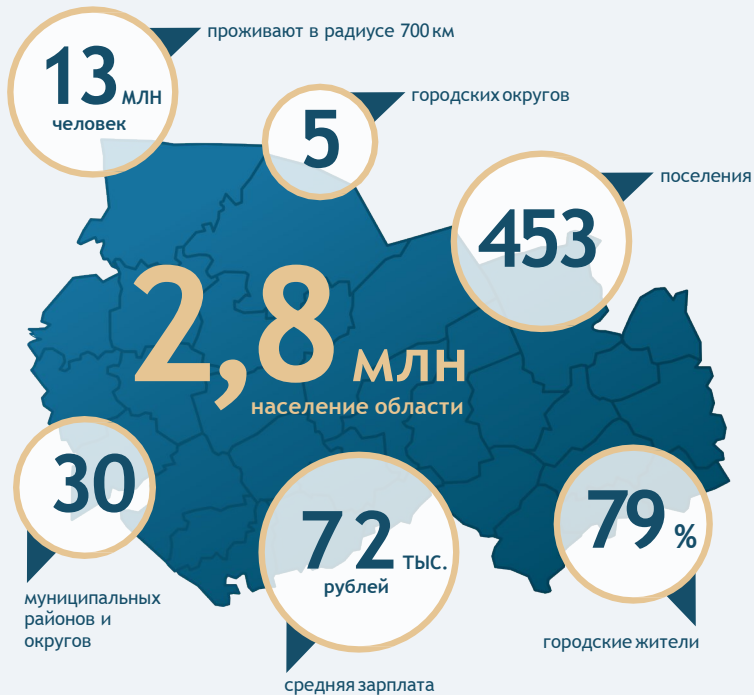 13 млн
человек
проживают в радиусе 700 км
5
городских округов
453
поселения
2,8 млн
население области
30
муниципальных
районов и
округов
72 тыс.
рублей
средняя зарплата
79 %
городские жители